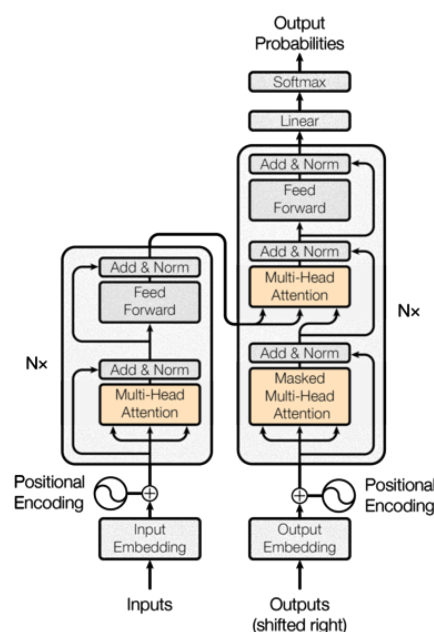 Output
Probabilities
Softmax
Linear
Add & Norm
Feed
Forward
Add & Norm
Multi-Head
Attention
Nx
Add & Norm
Masked
Multi-Head
Attention
Add & Norm
Feed
Forward
Nx
Add & Norm
Multi-Head
Attention
Positional
Encoding
Input
Embedding
Inputs
Positional
Encoding
Output
Embedding
Outputs
(shifted right)